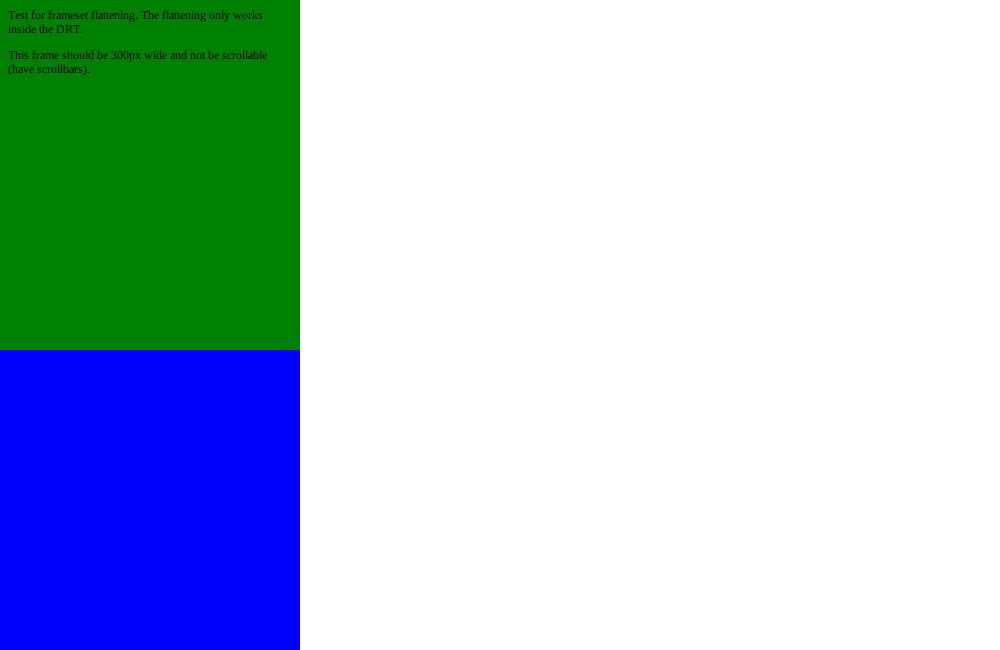 Test for frameset flattening. The flattening only works
inside the DRT.
This frame should be 300px wide and not be scrollable
(have scrollbars).